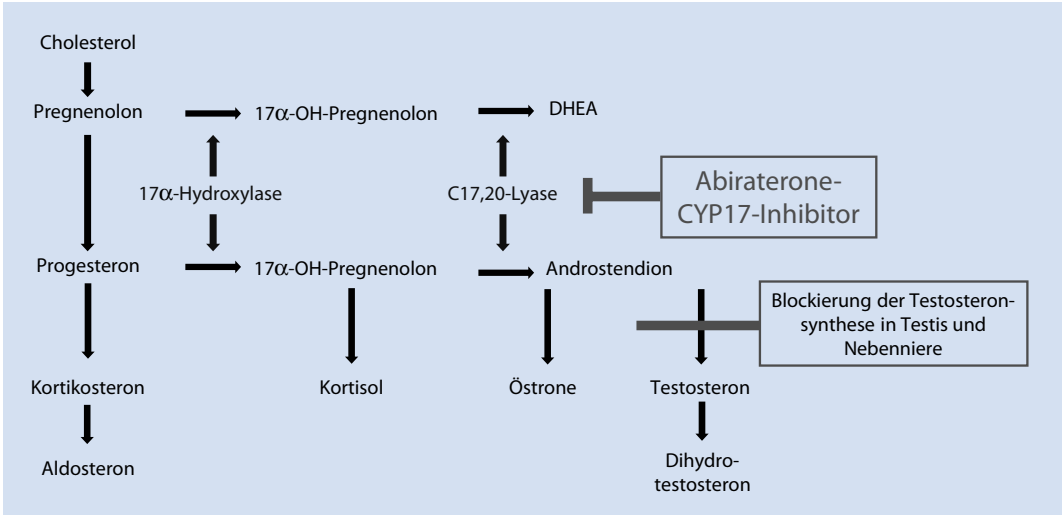 Cholesterol
Pregnenolon
17α-OH-Pregnenolon
DHEA
17α-Hydroxylase
C17,20-Lyase
Abiraterone-
CYP17-Inhibitor
Progesteron
17α-OH-Pregnenolon
Androstendion
Blockierung der Testosteron-
synthese in Testis und
Nebenniere
Kortikosteron
Kortisol
Östrone
Testosteron
Aldosteron
Dihydro-
testosteron